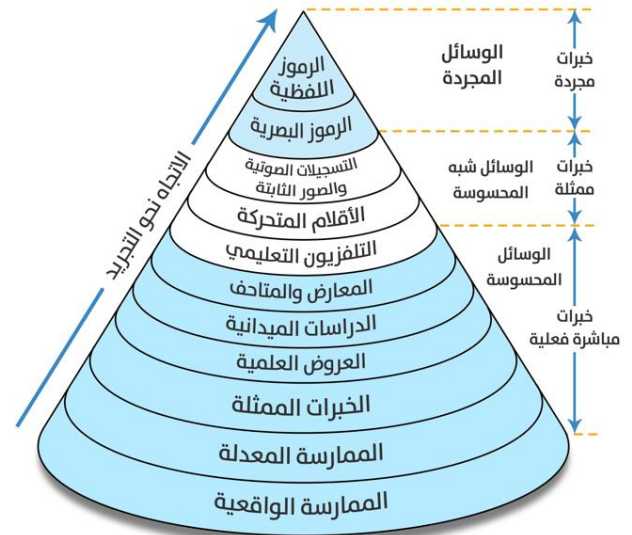 الرموز
اللفظية
الرموز البصرية
التسجيلات الصوتية
والصور الثابتة
الأقلام المتحركة
التلفزيون التعليمي
المعارض والمتاحف
الدراسات الميدانية
العروض العلمية
الخبرات الممثلة
الممارسة المعدلة
الممارسة الواقعية
الوسائل
المجردة
خبرات
مجردة
الوسائل شبه
المحسوسة
خبرات
ممثلة
الوسائل
المحسوسة
خبرات
مباشرة فعلية
الاتجاه نحو التجريد